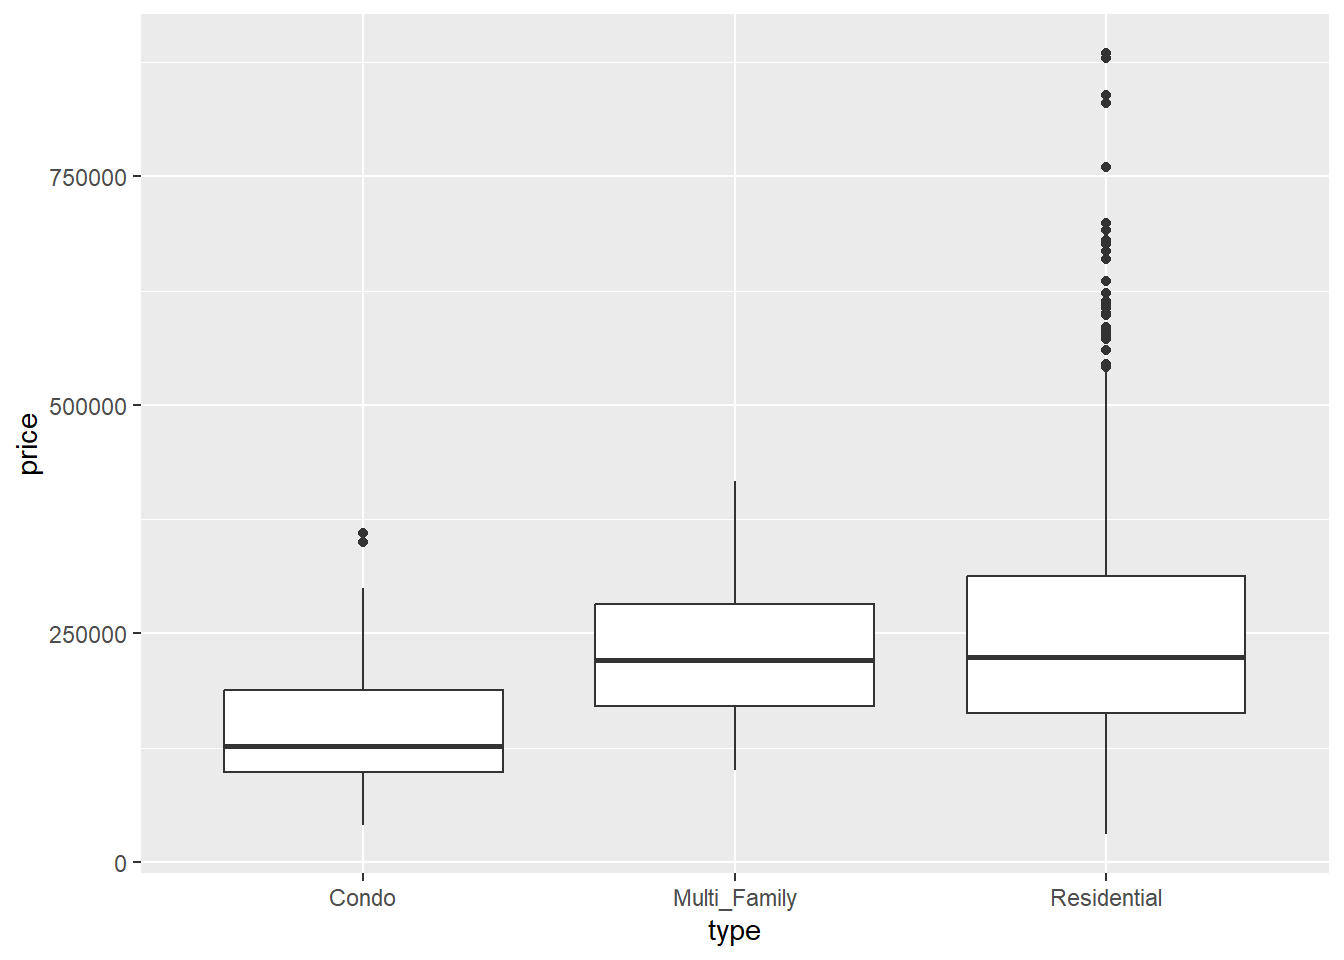 price
750000
500000
250000
0
Condo
Multi_Family
Residential
type